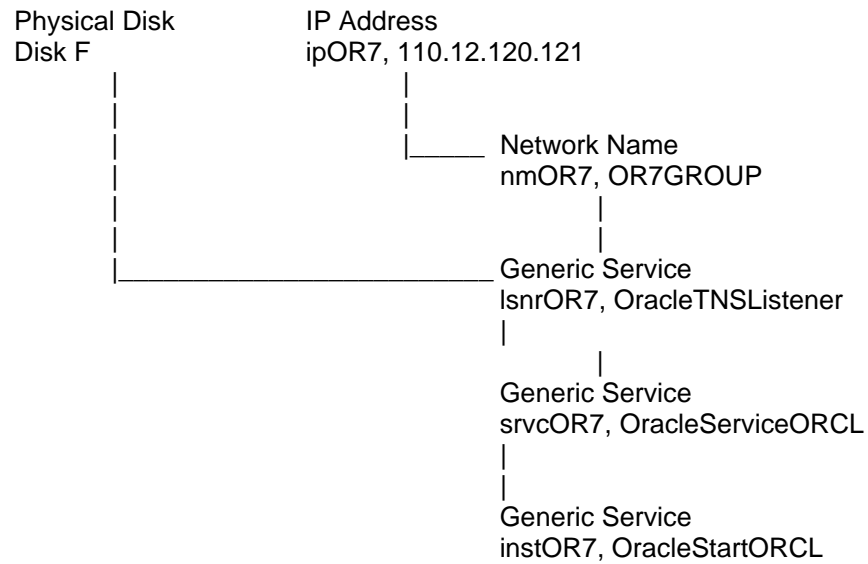 Physical Disk IP Address
Disk F ipOR7, 110.12.120.121
Network Name
nmOR7, OR7GROUP
Generic Service
lsnrOR7, OracleTNSListener
Generic Service
srvcOR7, OracleServiceORCL
Generic Service
instOR7, OracleStartORCL